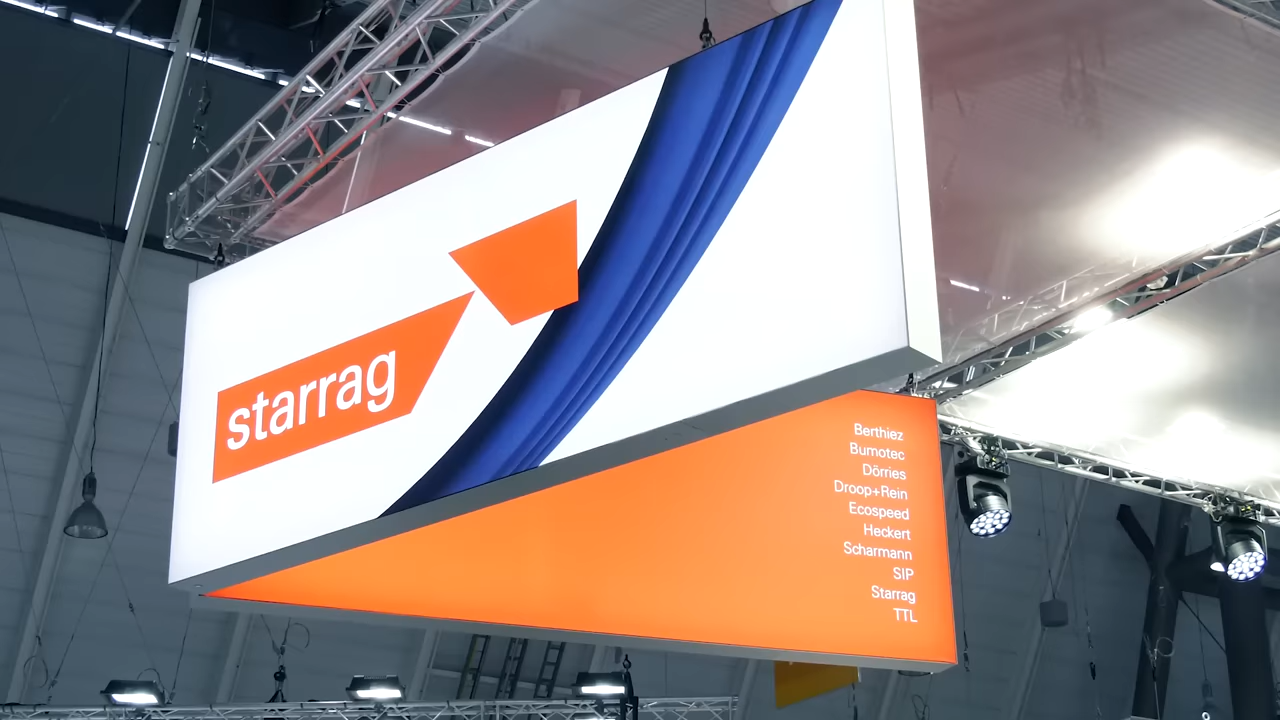 starrag
Berthiez
Bumotec
Dörries
Droop+Rein
Ecospeed
Heckert
Scharmann
SIP
Starrag
TTL